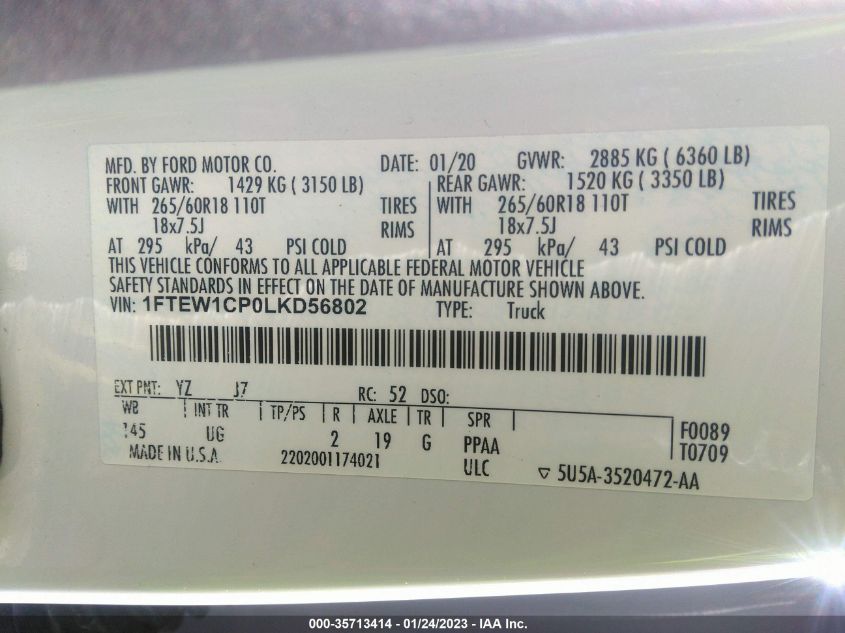 MFD. BY FORD MOTOR CO. DATE: 01/20 GVWR: 2885 KG ( 6360 LB)
FRONT GAWR: 1429 KG ( 3150 LB) REAR GAWR: 1520 KG ( 3350 LB)
WITH 265/60R18 110T TIRES WITH 265/60R18 110T TIRES
18x7.5J RIMS 18x7.5J RIMS
AT 295 kPa/ 43 PSI COLD AT 295 kPa/ 43 PSI COLD
THIS VEHICLE CONFORMS TO ALL APPLICABLE FEDERAL MOTOR VEHICLE
SAFETY STANDARDS IN EFFECT ON THE DATE OF MANUFACTURE SHOWN ABOVE.
VIN: 1FTEW1CP0LKD56802 TYPE: Truck
EXT PNT: YZ J7 RC: 52 DSO:
WB INT TR TP/PS R AXLE TR SPR F0089
145 UG 2 19 G PPAA T0709
MADE IN U.S.A. 2202001174021 ULC ▽ 5U5A-3520472-AA
000-35713414 - 01/24/2023 - IAA Inc.